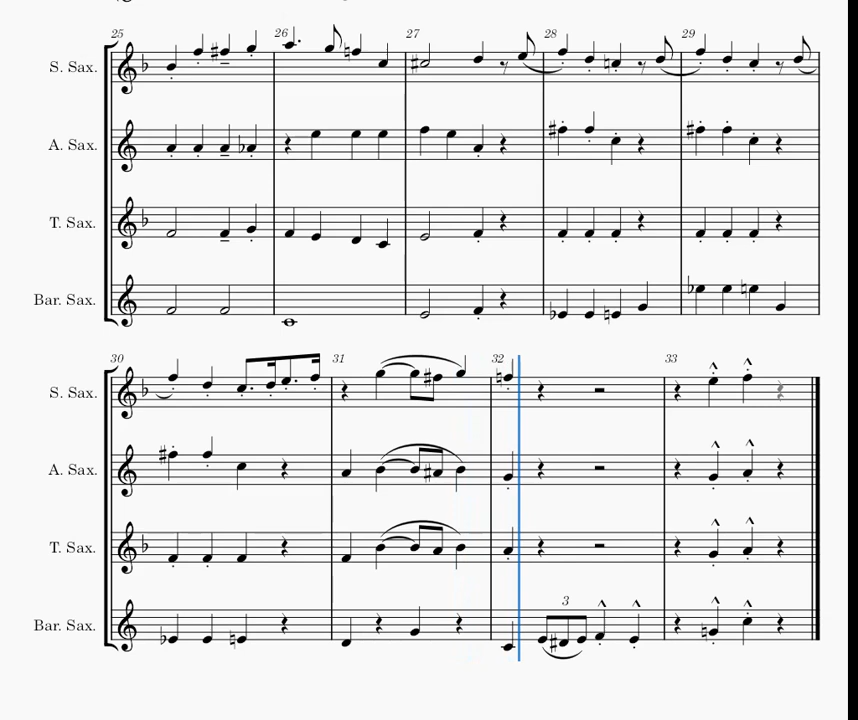 25 26 27 28 29
S. Sax.
A. Sax.
T. Sax.
Bar. Sax.
30 31 32 33
S. Sax.
A. Sax.
T. Sax.
Bar. Sax.
3